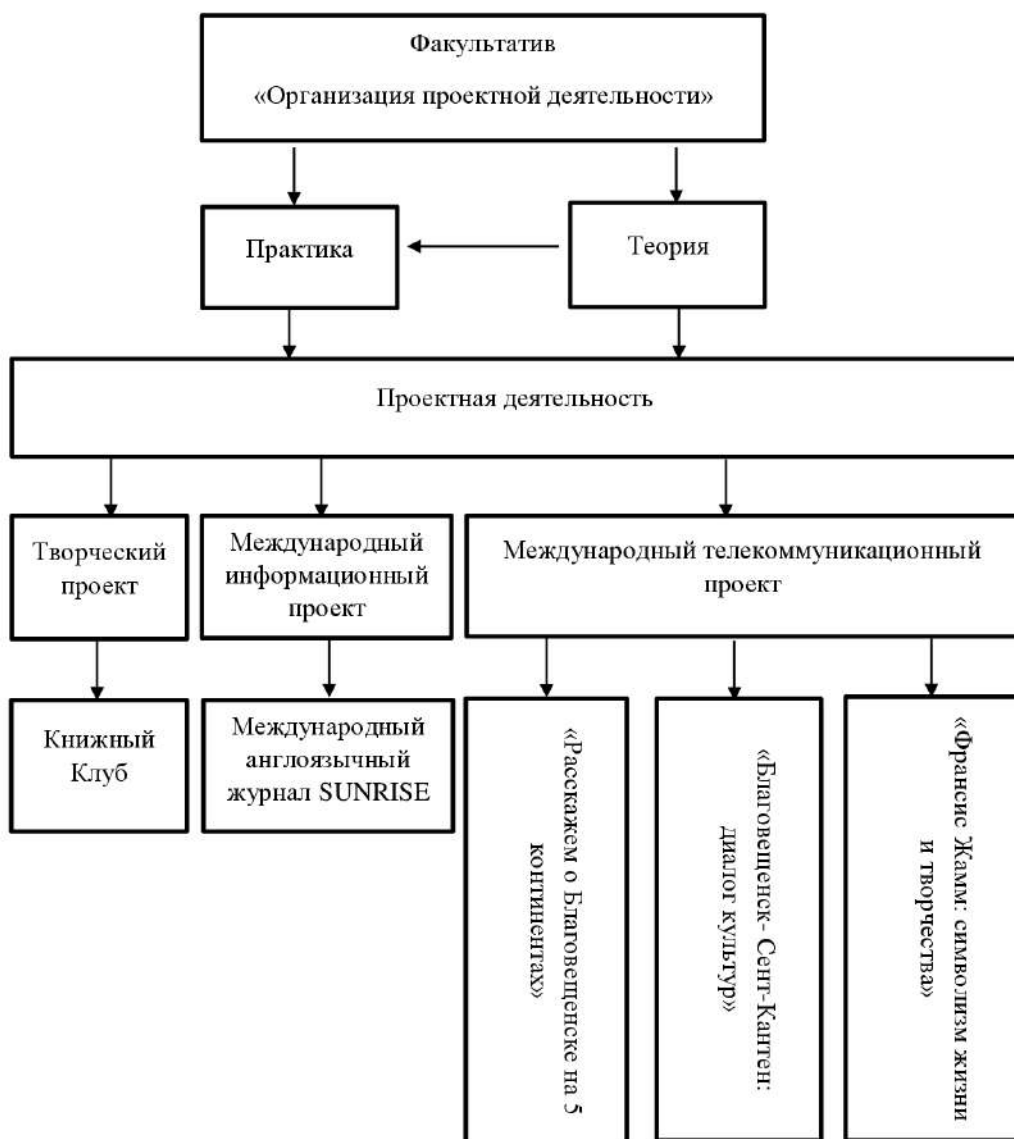 Факультатив
«Организация проектной деятельности»
Практика
Теория
Проектная деятельность
Творческий
проект
Международный
информационный
проект
Международный телекоммуникационный
проект
Книжный
Клуб
Международный
англоязычный
журнал SUNRISE
«Расскажем о Благовещенске на 5
континентах»
«Благовещенск- Сент-Кантен:
диалог культур»
«Франсис Жамм: символизм жизни
и творчества»